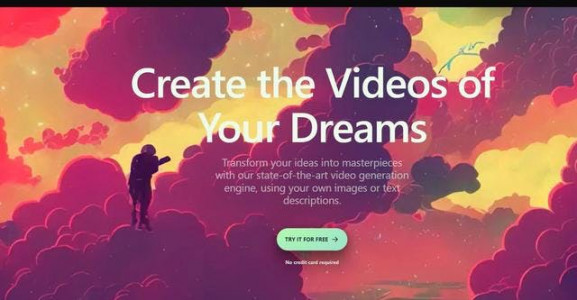 Create the Videos of
Your Dreams
Transform your ideas into masterpieces
with our state-of-the-art video generation
engine, using your own images or text
descriptions.
TRY IT FOR FREE →
No credit card required